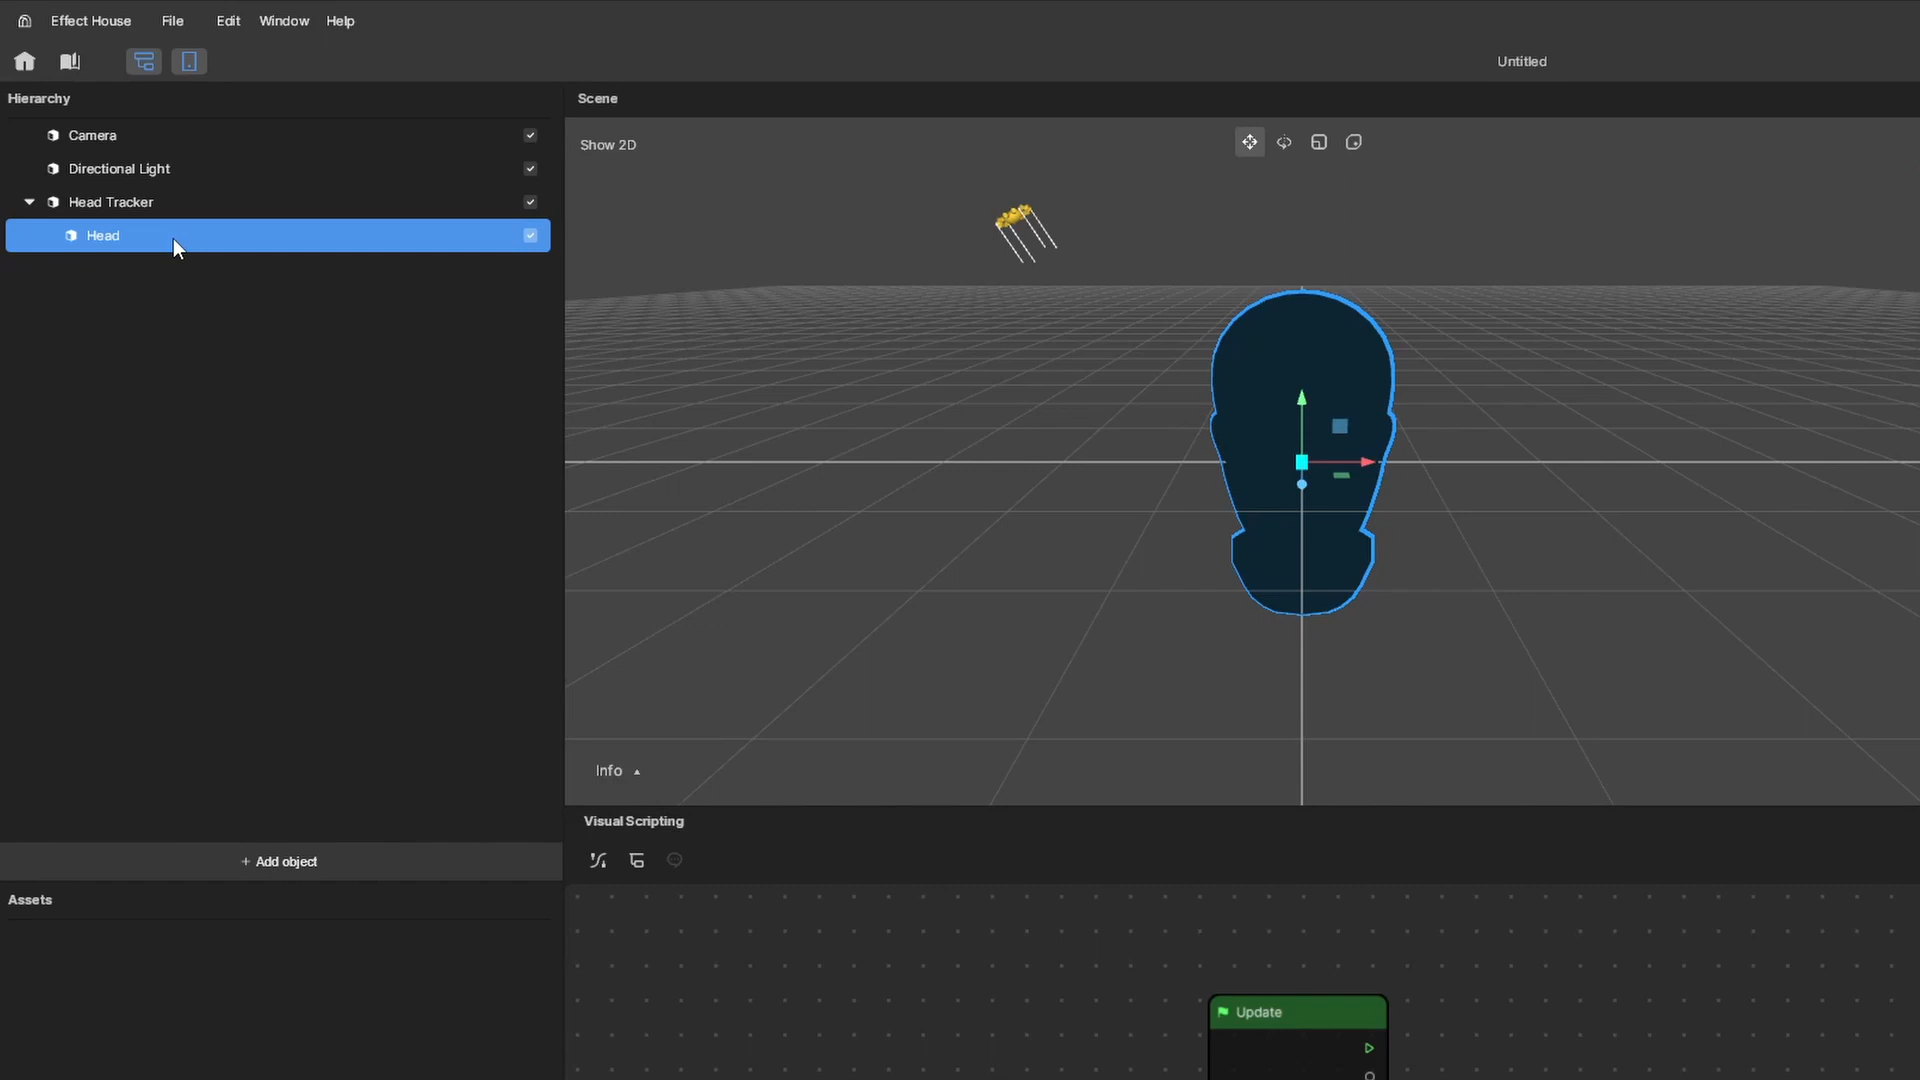 Effect House File Edit Window Help
Untitled
Hierarchy
Camera
Directional Light
Head Tracker
Head
+ Add object
Assets
Scene
Show 2D
Info
Visual Scripting
Update